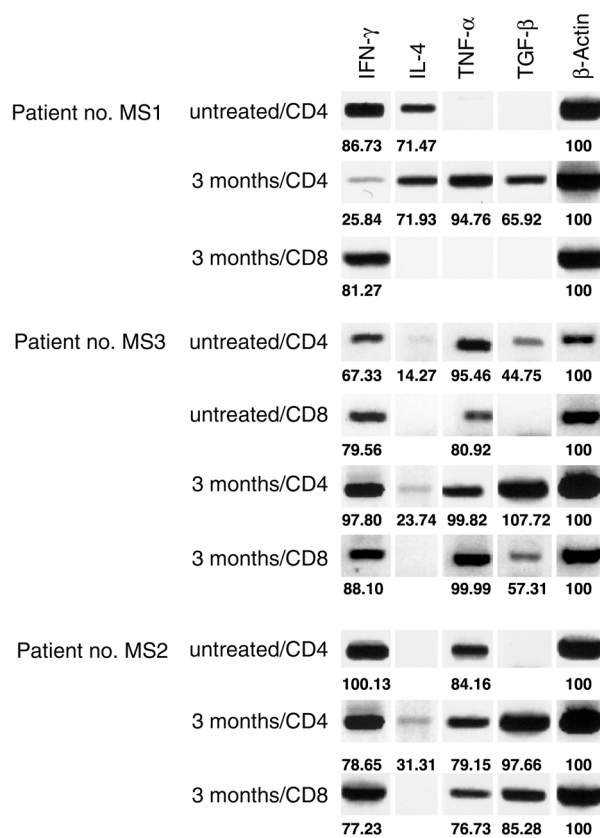 IFN-γ IL-4 TNF-α TGF-β β-Actin
Patient no. MS1 untreated/CD4
86.73 71.47 100
3 months/CD4
25.84 71.93 94.76 65.92 100
3 months/CD8
81.27 100
Patient no. MS3 untreated/CD4
67.33 14.27 95.46 44.75 100
untreated/CD8
79.56 80.92 100
3 months/CD4
97.80 23.74 99.82 107.72 100
3 months/CD8
88.10 99.99 57.31 100
Patient no. MS2 untreated/CD4
100.13 84.16 100
3 months/CD4
78.65 31.31 79.15 97.66 100
3 months/CD8
77.23 76.73 85.28 100